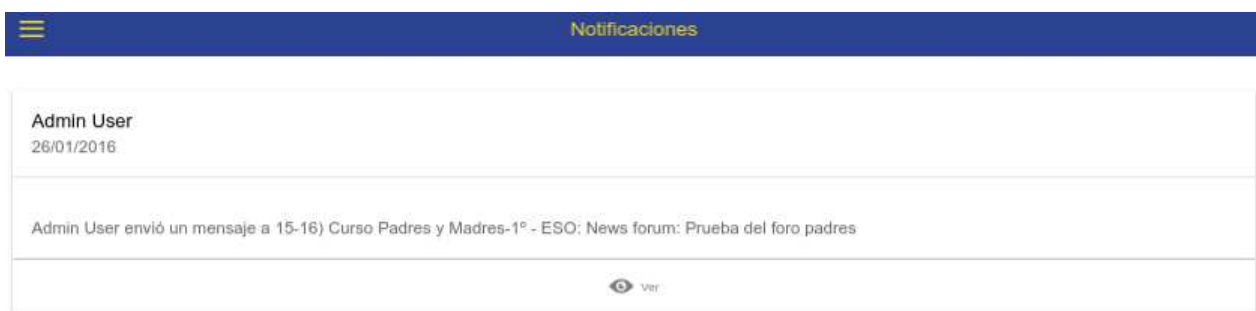 Notificaciones
Admin User
26/01/2016
Admin User envió un mensaje a 15-16) Curso Padres y Madres-1º - ESO: News forum: Prueba del foro padres
Ver